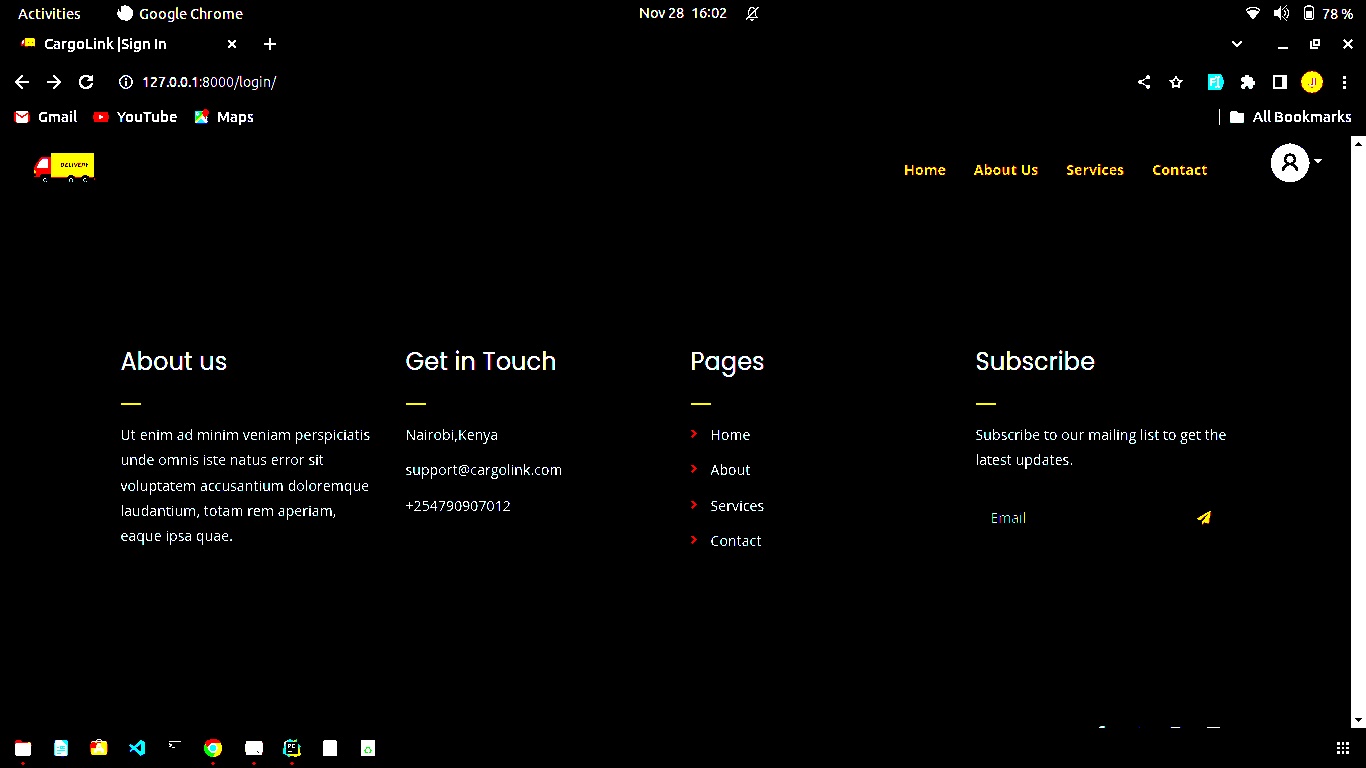 Activities Google Chrome Nov 28 16:02 78 %
CargoLink |Sign In
127.0.0.1:8000/login/
Gmail YouTube Maps All Bookmarks
DELIVERY
Home About Us Services Contact
About us
Ut enim ad minim veniam perspiciatis
unde omnis iste natus error sit
voluptatem accusantium doloremque
laudantium, totam rem aperiam,
eaque ipsa quae.
Get in Touch
Nairobi,Kenya
support@cargolink.com
+254790907012
Pages
Home
About
Services
Contact
Subscribe
Subscribe to our mailing list to get the
latest updates.
Email